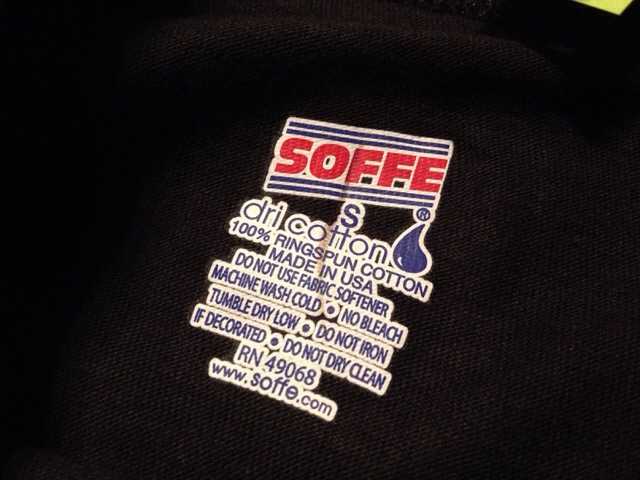 SOFFE
S
dri cotton ®
100% RINGSPUN COTTON
MADE IN USA
DO NOT USE FABRIC SOFTENER
MACHINE WASH COLD • NO BLEACH
TUMBLE DRY LOW • DO NOT IRON
IF DECORATED • DO NOT DRY CLEAN
RN 49068
www.soffe.com